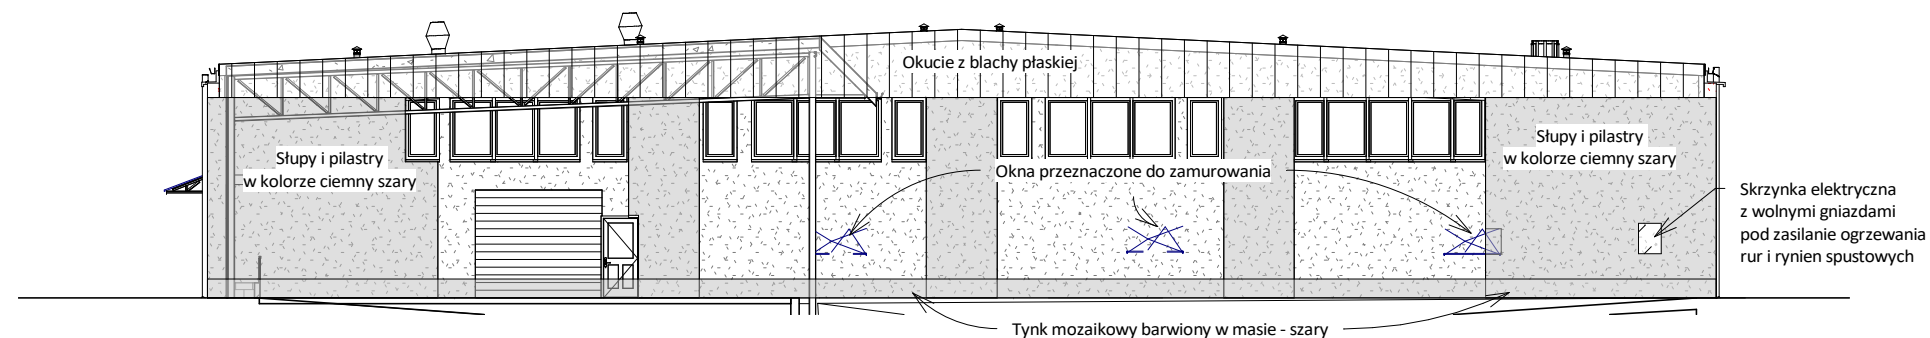 Okucie z blachy płaskiej
Słupy i pilastry
w kolorze ciemny szary
Okna przeznaczone do zamurowania
Słupy i pilastry
w kolorze ciemny szary
Skrzynka elektryczna
z wolnymi gniazdami
pod zasilanie ogrzewania
rur i rynien spustowych
Tynk mozaikowy barwiony w masie - szary